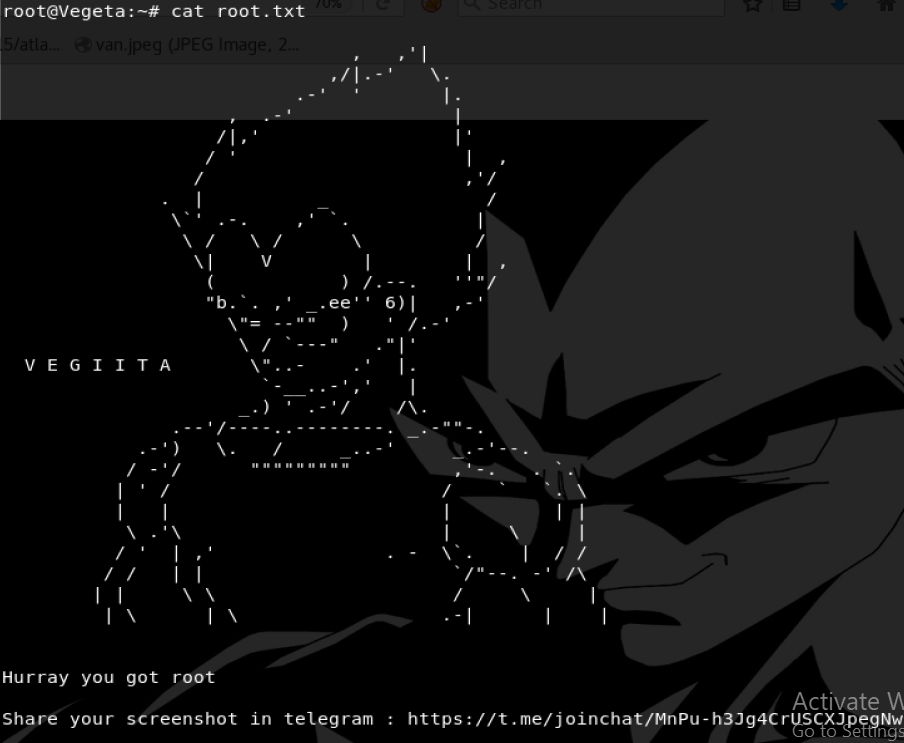 root@Vegeta:~# cat root.txt
70% Search
15/atla... van.jpeg (JPEG Image, 2...
V E G I I T A
Hurray you got root
Share your screenshot in telegram : https://t.me/joinchat/MnPu-h3Jg4CrUSCXJpegNw
Activate W
Go to Settings